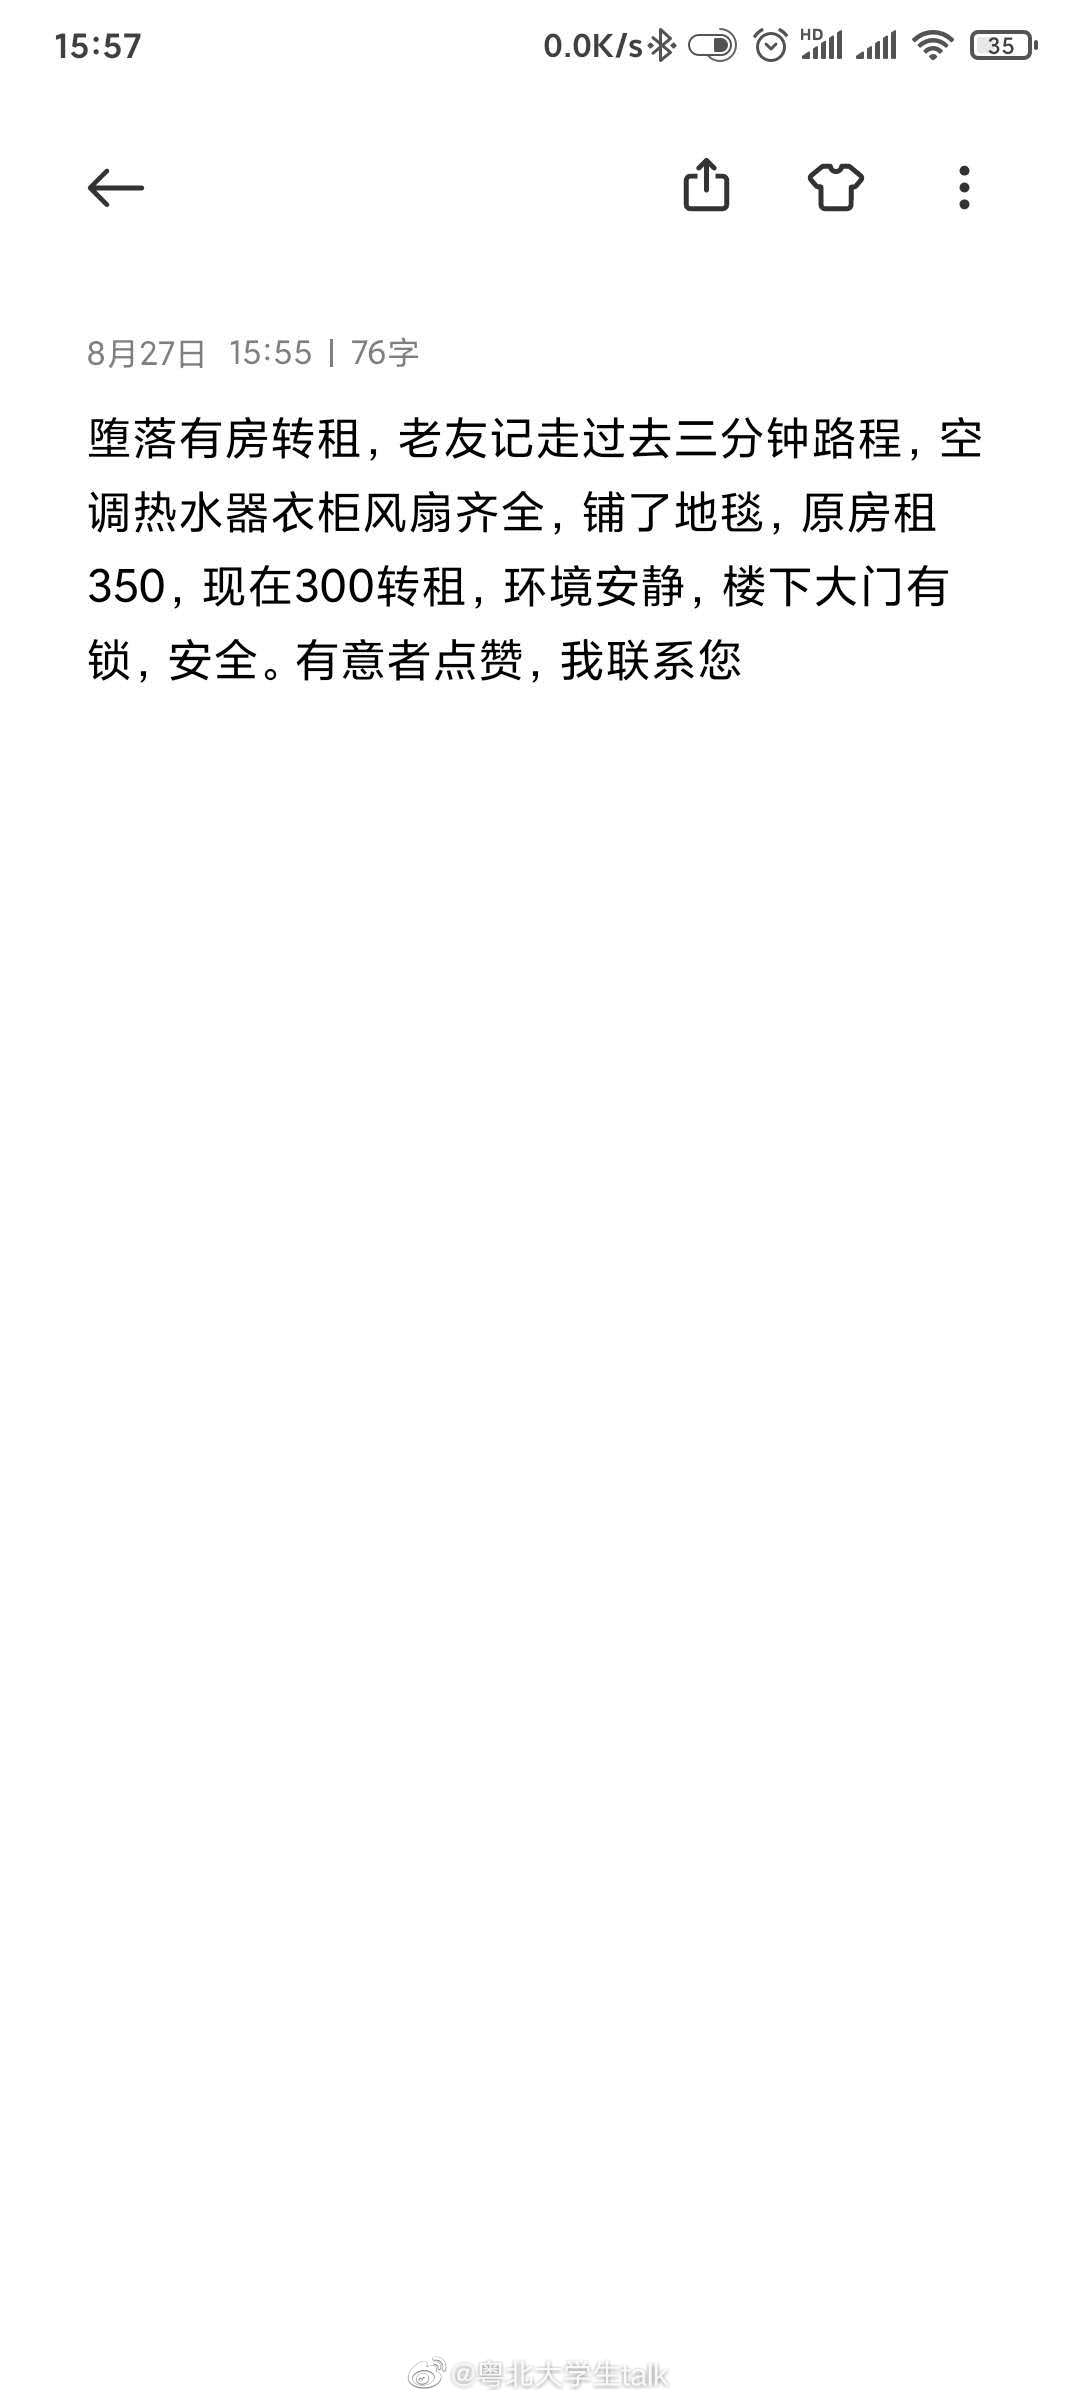 15:57 0.0K/s HD 35
8月27日 15:55 | 76字
堕落有房转租，老友记走过去三分钟路程，空
调热水器衣柜风扇齐全，铺了地毯，原房租
350，现在300转租，环境安静，楼下大门有
锁，安全。有意者点赞，我联系您
@粤北大学生talk